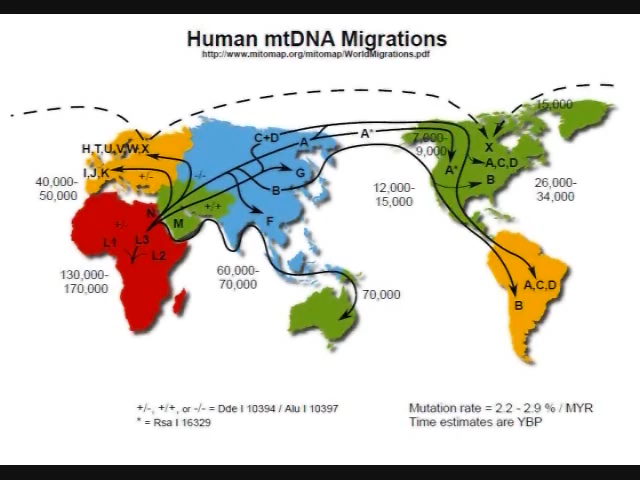 Human mtDNA Migrations
http://www.mitomap.org/mitomap/WorldMigrations.pdf
15,000
C+D
A
A*
7,000-
9,000
X
H,T,U,V,W,X
I,J,K
+/-
-/-
G
A*
A,C,D
B
B
40,000-
50,000
12,000-
15,000
26,000-
34,000
N
+/+
M
F
+/-
L1
L3
L2
130,000-
170,000
60,000-
70,000
70,000
A,C,D
B
+/-, +/+, or -/- = Dde I 10394 / Alu I 10397
* = Rsa I 16329
Mutation rate = 2.2 - 2.9 % / MYR
Time estimates are YBP